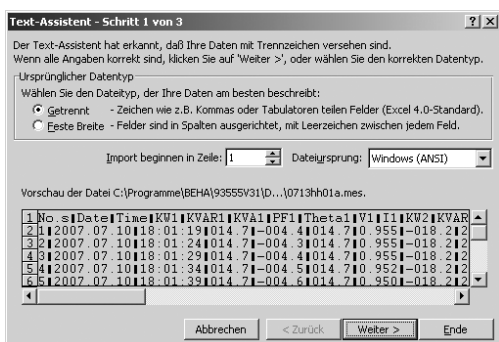 Text-Assistent - Schritt 1 von 3
Der Text-Assistent hat erkannt, daß Ihre Daten mit Trennzeichen versehen sind.
Wenn alle Angaben korrekt sind, klicken Sie auf 'Weiter >', oder wählen Sie den korrekten Datentyp.
Ursprünglicher Datentyp
Wählen Sie den Dateityp, der Ihre Daten am besten beschreibt:
Getrennt - Zeichen wie z.B. Kommas oder Tabulatoren teilen Felder (Excel 4.0-Standard).
Feste Breite - Felder sind in Spalten ausgerichtet, mit Leerzeichen zwischen jedem Feld.
Import beginnen in Zeile: 1 Dateiursprung: Windows (ANSI)
Vorschau der Datei C:\Programme\BEHA\93555V31\D...\0713hh01a.mes.
1 No.s Date Time KW1 KVAR1 KVA1 PF1 Theta1 V1 I1 KW2 KVAR
2 1 2007.07.10 18:01:19 014.7 -004.4 014.7 0.955 -018.2 2
3 2 2007.07.10 18:01:24 014.7 -004.3 014.7 0.955 -018.2 2
4 3 2007.07.10 18:01:29 014.7 -004.4 014.7 0.955 -018.2 2
5 4 2007.07.10 18:01:34 014.7 -004.5 014.7 0.952 -018.2 2
6 5 2007.07.10 18:01:39 014.7 -004.6 014.7 0.950 -018.2 2
Abbrechen < Zurück Weiter > Ende